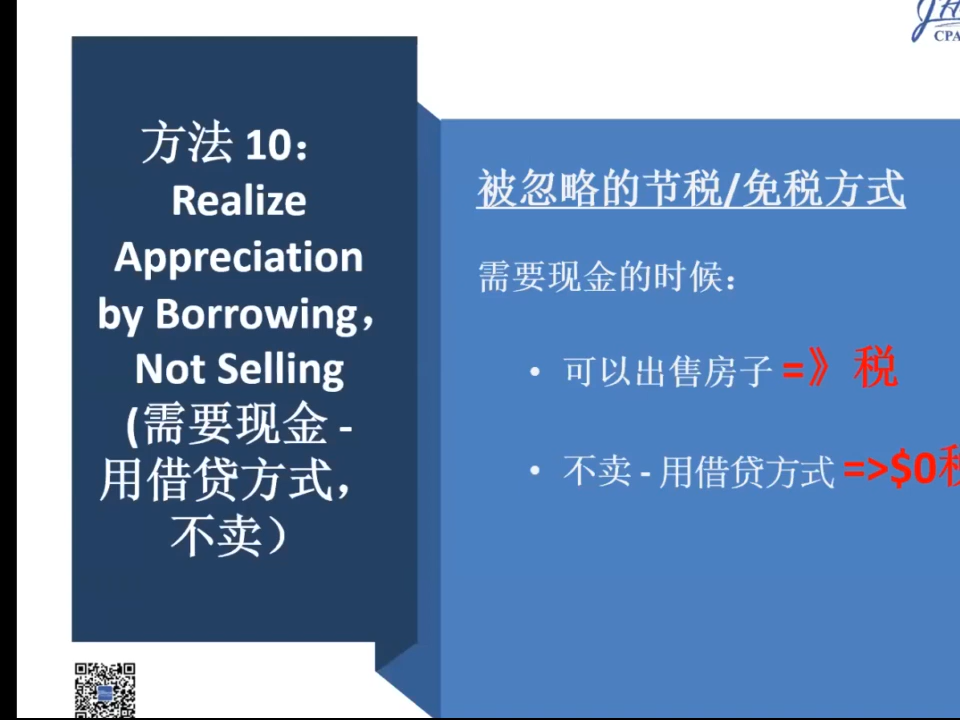 方法 10：
Realize
Appreciation
by Borrowing，
Not Selling
(需要现金 -
用借贷方式，
不卖）
被忽略的节税/免税方式
需要现金的时候：
• 可以出售房子 =》税
• 不卖 - 用借贷方式 =>$0税
CPA